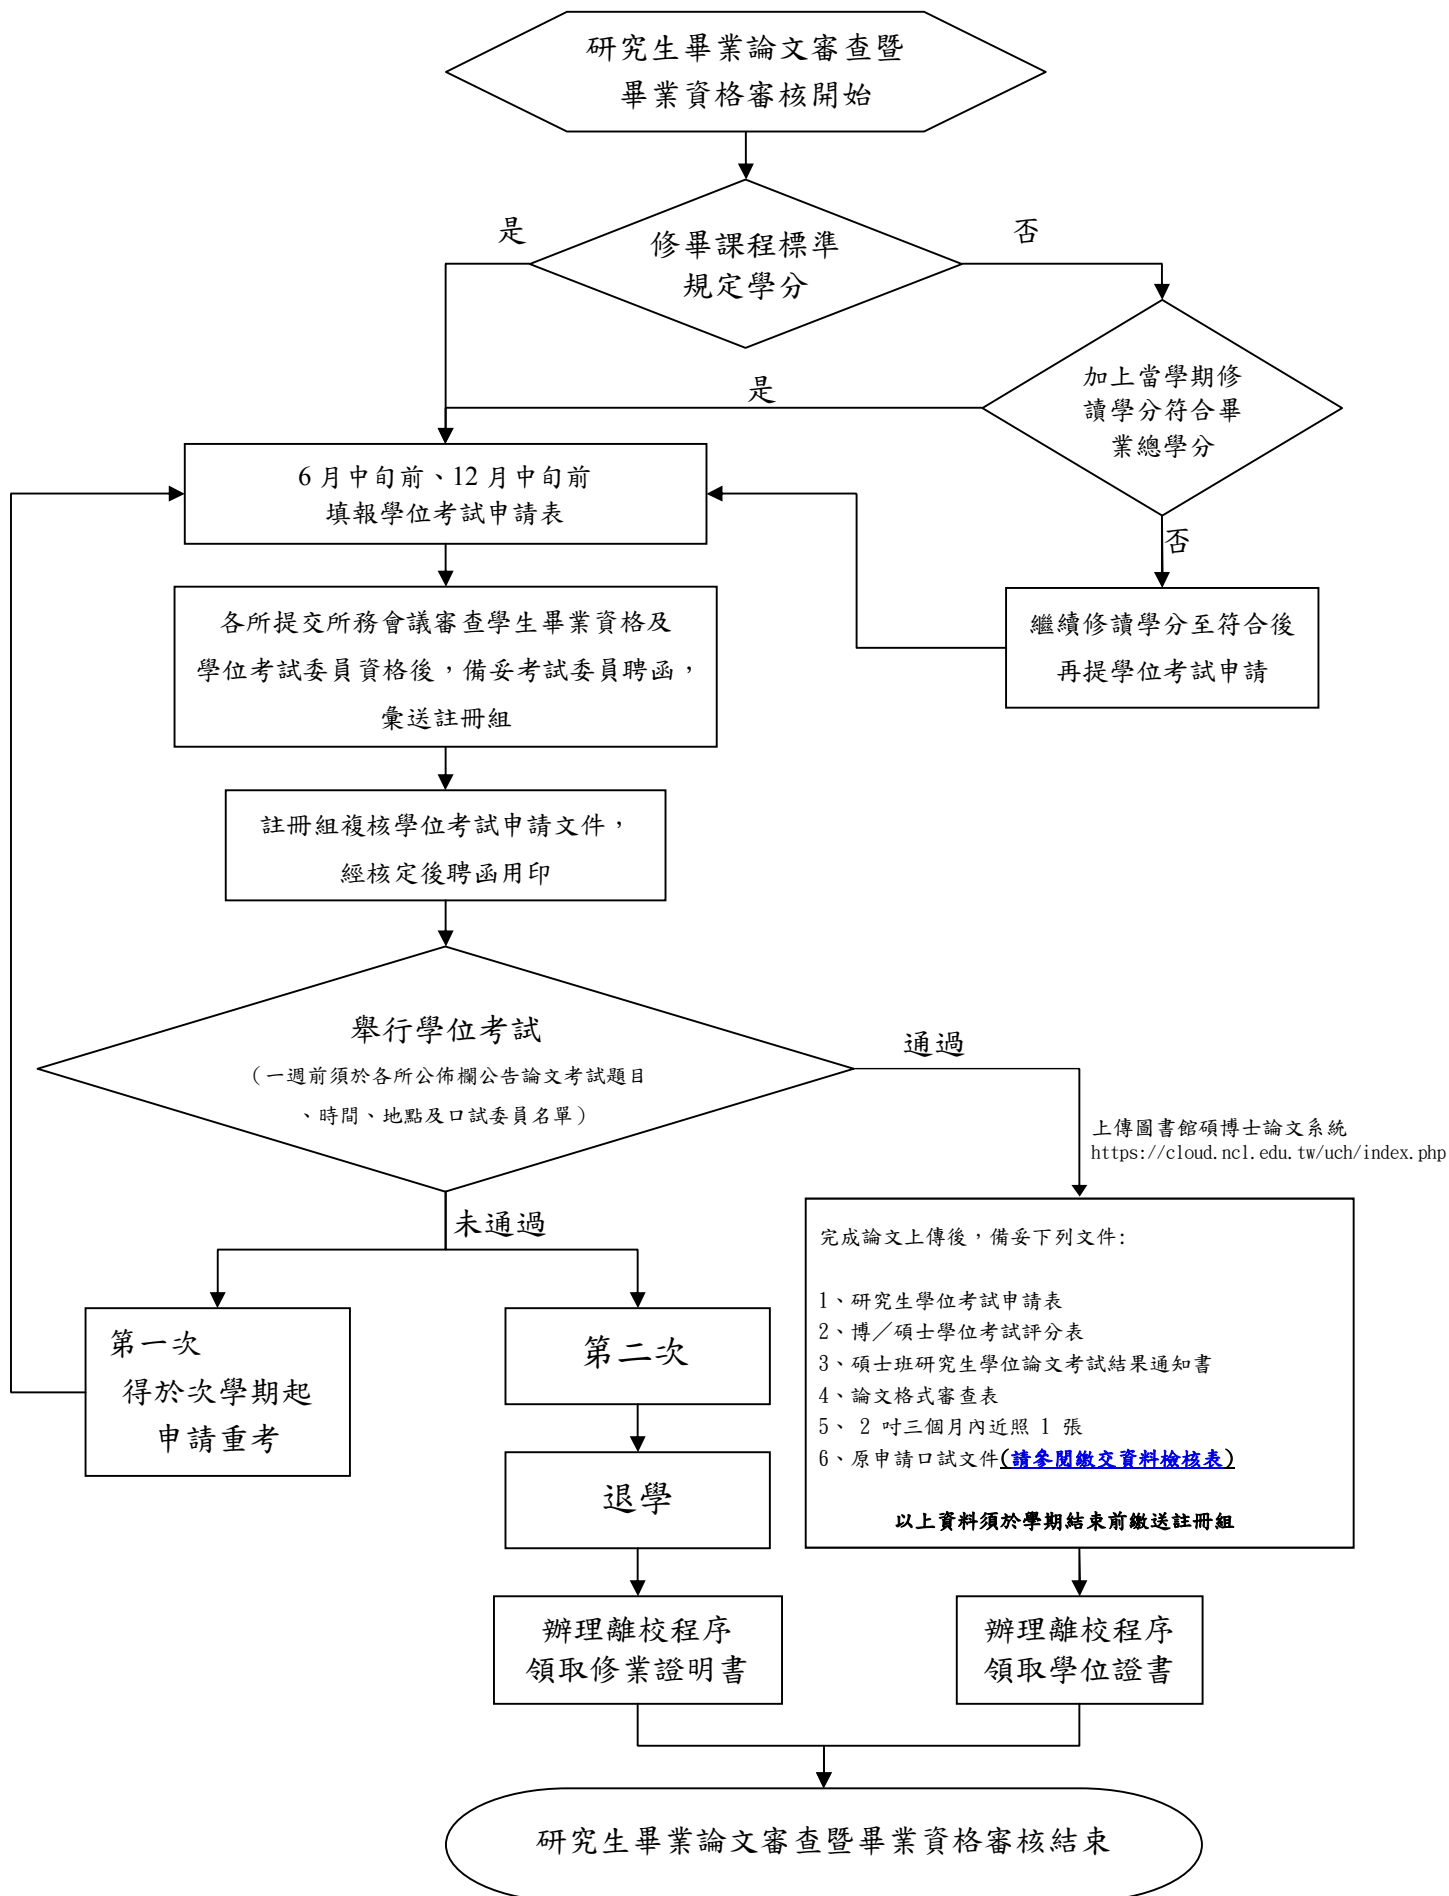 研究生畢業論文審查暨
畢業資格審核開始
是
修畢課程標準
規定學分
否
加上當學期修
讀學分符合畢
業總學分
是
6 月中旬前、12 月中旬前
填報學位考試申請表
否
各所提交所務會議審查學生畢業資格及
學位考試委員資格後，備妥考試委員聘函，
彙送註冊組
繼續修讀學分至符合後
再提學位考試申請
註冊組複核學位考試申請文件，
經核定後聘函用印
舉行學位考試
（一週前須於各所公佈欄公告論文考試題目
、時間、地點及口試委員名單）
通過
上傳圖書館碩博士論文系統
https://cloud.ncl.edu.tw/uch/index.php
未通過
第一次
得於次學期起
申請重考
第二次
退學
完成論文上傳後，備妥下列文件:
1、研究生學位考試申請表
2、博／碩士學位考試評分表
3、碩士班研究生學位論文考試結果通知書
4、論文格式審查表
5、 2 吋三個月內近照 1 張
6、原申請口試文件(請參閱繳交資料檢核表)
以上資料須於學期結束前繳送註冊組
辦理離校程序
領取修業證明書
辦理離校程序
領取學位證書
研究生畢業論文審查暨畢業資格審核結束